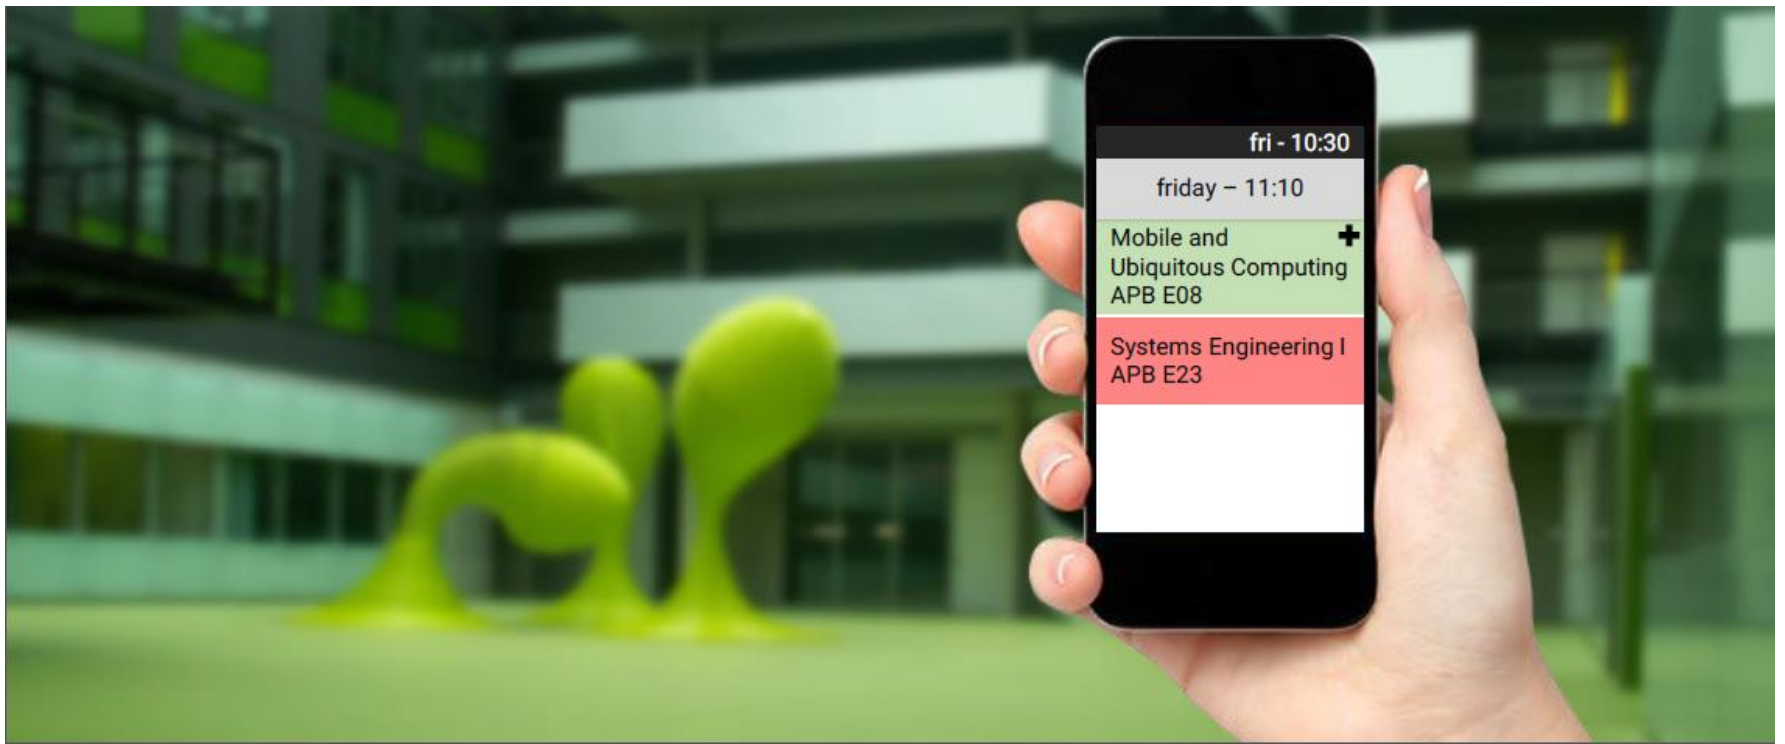 fri - 10:30
friday – 11:10
Mobile and
Ubiquitous Computing
APB E08
Systems Engineering I
APB E23